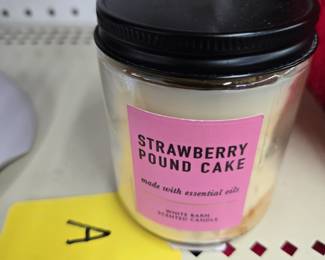 STRAWBERRY
POUND CAKE
made with essential oils
WHITE BARN
SCENTED CANDLE
A